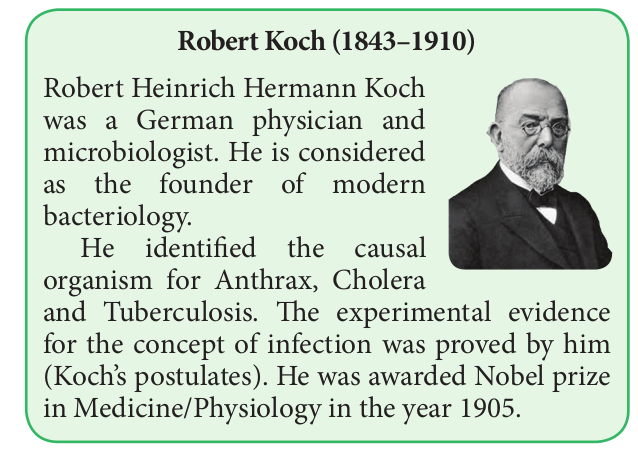 Robert Koch (1843–1910)
Robert Heinrich Hermann Koch
was a German physician and
microbiologist. He is considered
as the founder of modern
bacteriology.
He identified the causal
organism for Anthrax, Cholera
and Tuberculosis. The experimental evidence
for the concept of infection was proved by him
(Koch’s postulates). He was awarded Nobel prize
in Medicine/Physiology in the year 1905.